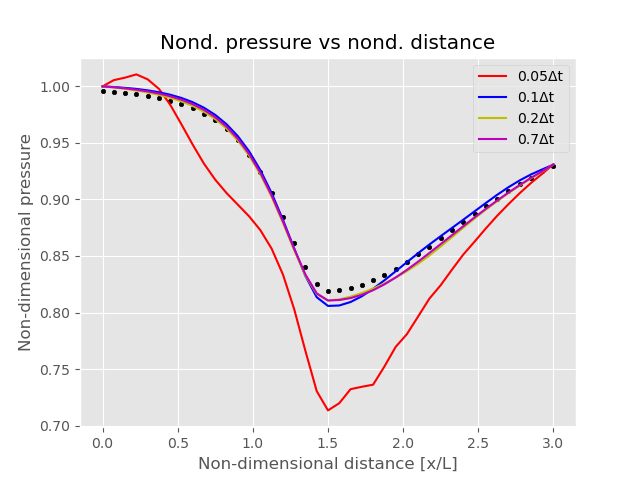 Nond. pressure vs nond. distance
0.05Δt
0.1Δt
0.2Δt
0.7Δt
Non-dimensional pressure
1.00
0.95
0.90
0.85
0.80
0.75
0.70
0.0 0.5 1.0 1.5 2.0 2.5 3.0
Non-dimensional distance [x/L]